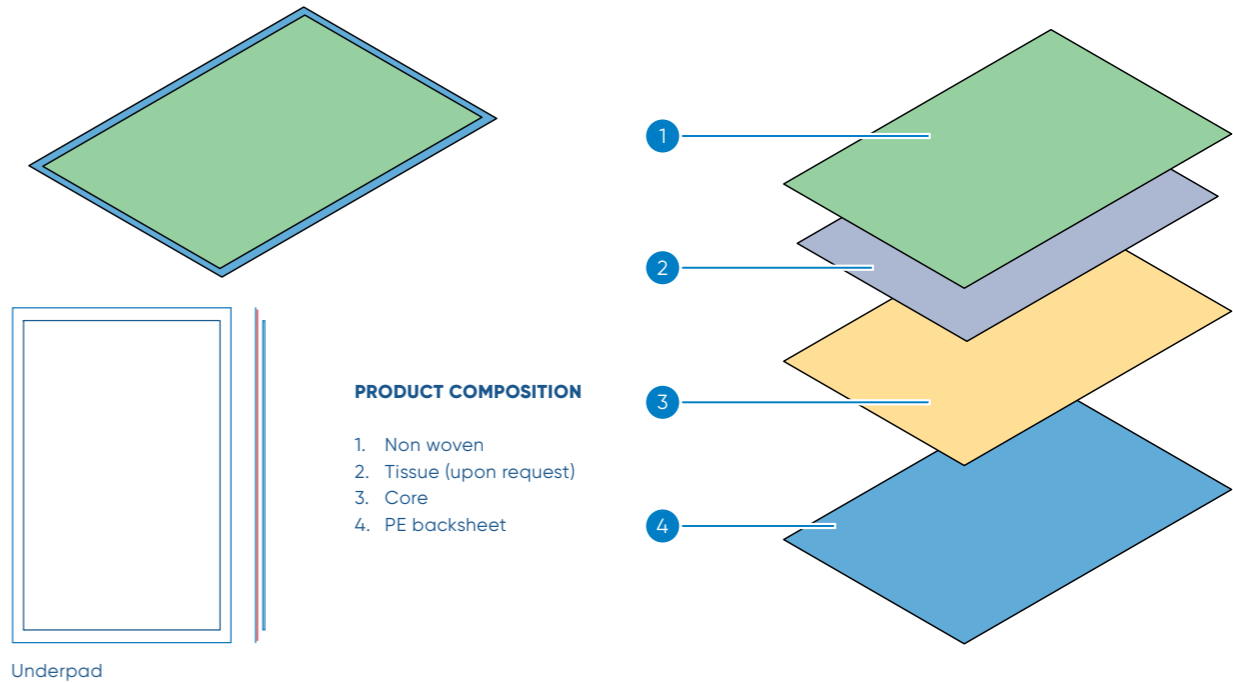 PRODUCT COMPOSITION
1. Non woven
2. Tissue (upon request)
3. Core
4. PE backsheet
Underpad
1
2
3
4